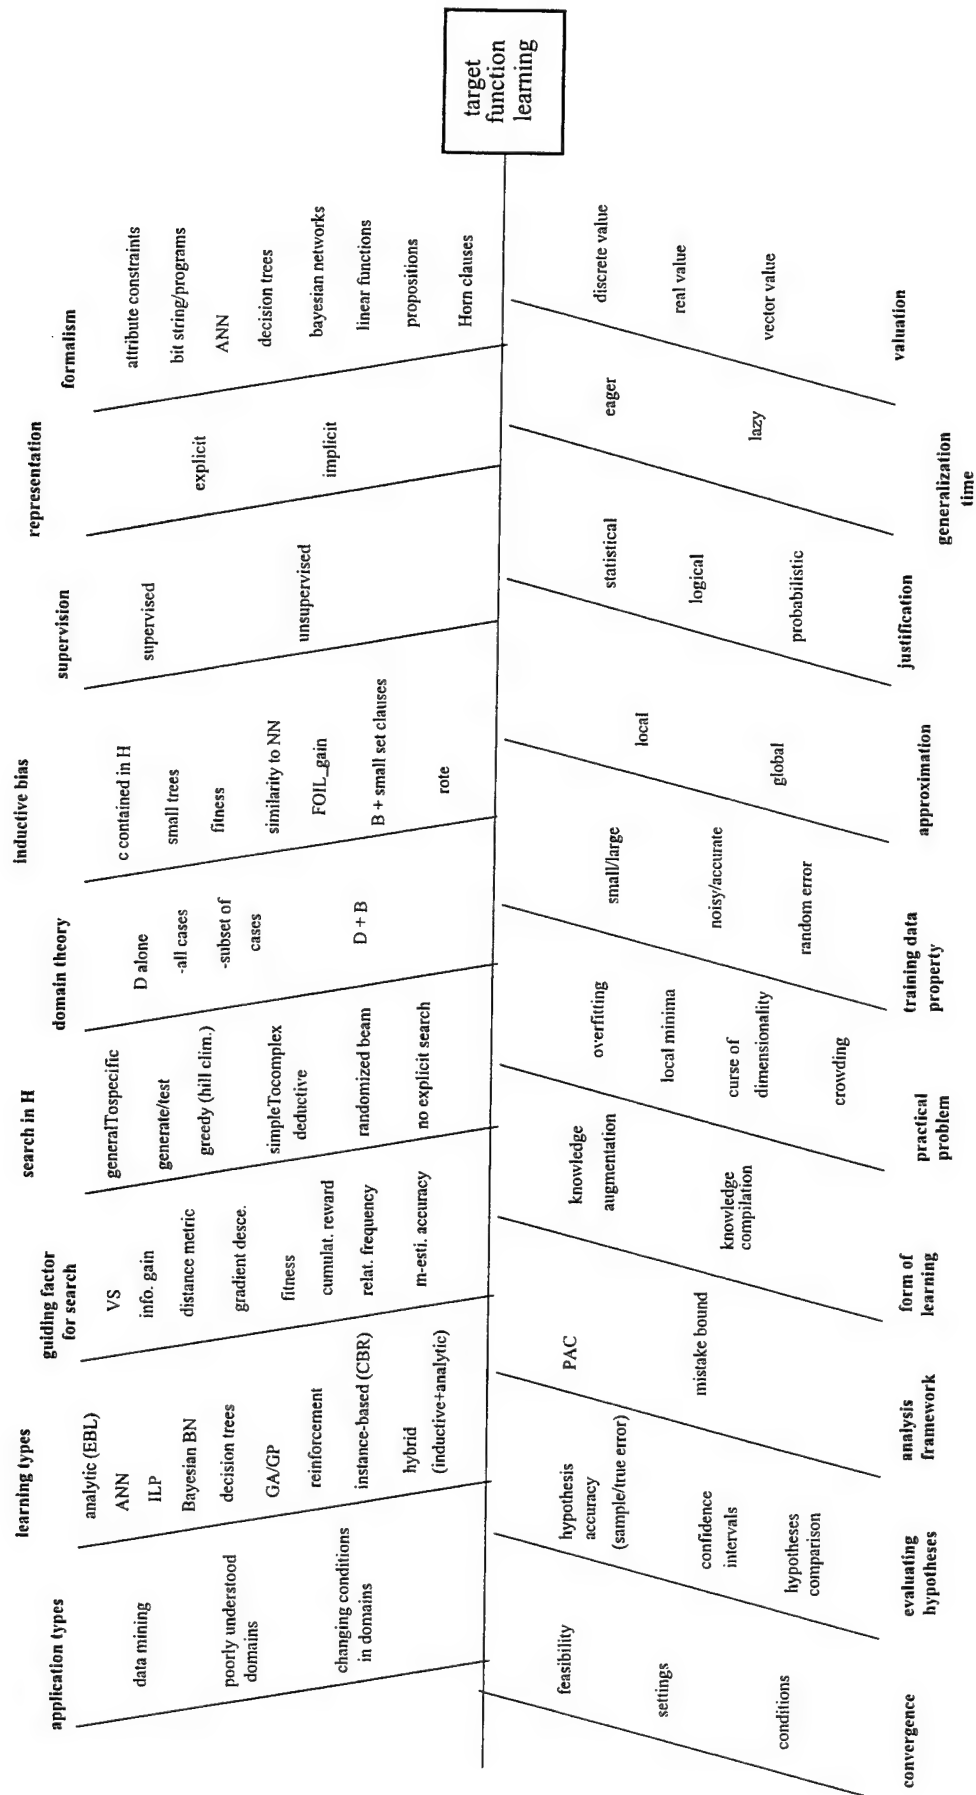 application types
data mining
poorly understood
domains
changing conditions
in domains
learning types
analytic (EBL)
ANN
ILP
Bayesian BN
decision trees
GA/GP
reinforcement
instance-based (CBR)
hybrid
(inductive+analytic)
guiding factor
for search
VS
info. gain
distance metric
gradient desce.
fitness
cumulat. reward
relat. frequency
m-esti. accuracy
search in H
generalTospecific
generate/test
greedy (hill clim.)
simpleTocomplex
deductive
randomized beam
no explicit search
domain theory
D alone
-all cases
-subset of
cases
D + B
inductive bias
c contained in H
small trees
fitness
similarity to NN
FOIL_gain
B + small set clauses
rote
supervision
supervised
unsupervised
representation
explicit
implicit
formalism
attribute constraints
bit string/programs
ANN
decision trees
bayesian networks
linear functions
propositions
Horn clauses
target
function
learning
convergence
feasibility
settings
conditions
evaluating
hypotheses
hypothesis
accuracy
(sample/true error)
confidence
intervals
hypotheses
comparison
analysis
framework
PAC
mistake bound
form of
learning
knowledge
augmentation
knowledge
compilation
practical
problem
overfitting
local minima
curse of
dimensionality
crowding
training data
property
small/large
noisy/accurate
random error
approximation
local
global
justification
statistical
logical
probabilistic
generalization
time
eager
lazy
valuation
discrete value
real value
vector value